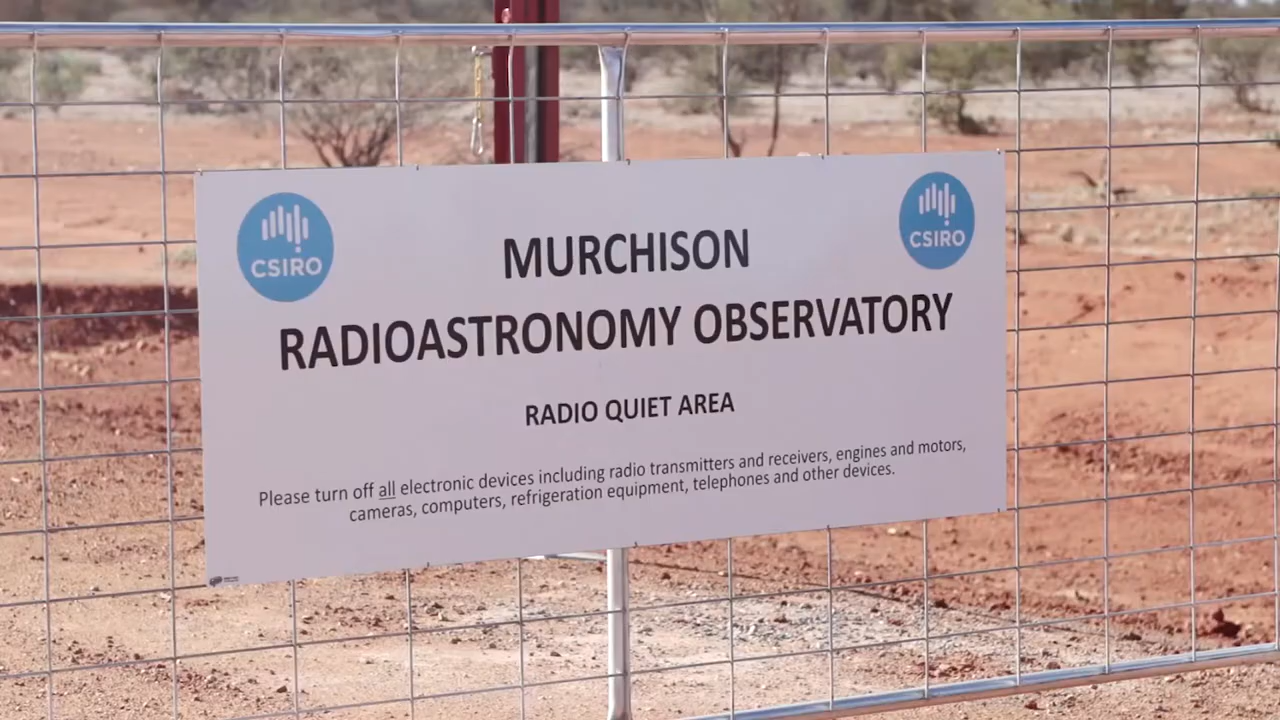 CSIRO
CSIRO
MURCHISON
RADIOASTRONOMY OBSERVATORY
RADIO QUIET AREA
Please turn off all electronic devices including radio transmitters and receivers, engines and motors,
cameras, computers, refrigeration equipment, telephones and other devices.